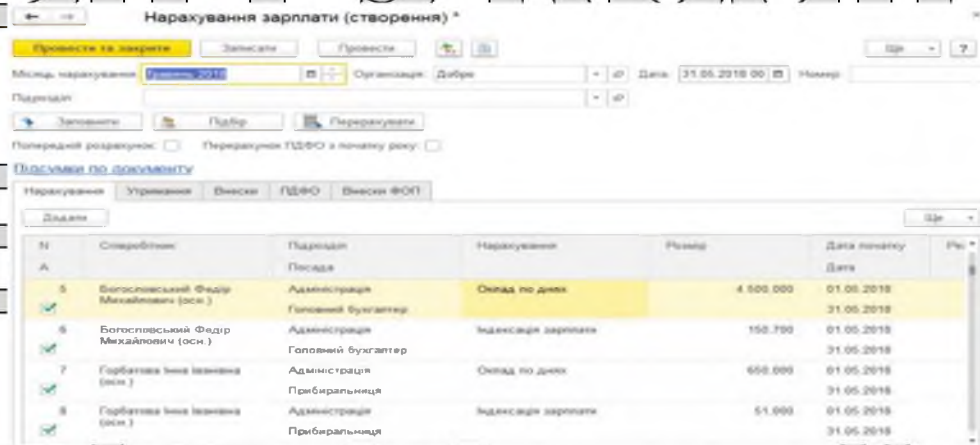 Нарахування зарплати (створення) *
Провести та закрити Записати Провести Ще ?
Місяць нарахування: Травень 2018 Організація: Добро Дата: 31.05.2018 00 Номер:
Підрозділ:
Заповнити Підбір Перерахувати
Попередній розрахунок: Перерахунок ПДФО з початку року:
Підсумки по документу
Нарахування Утримання Внески ПДФО Внески ФОП
Додати Ще
N Співробітник Підрозділ Нарахування Розмір Дата початку
А Посада Дата
5 Богословський Федір Адміністрація Оклад по днях 4 500.000 01.05.2018
Михайлович (осн.) Головний бухгалтер 31.05.2018
6 Богословський Федір Адміністрація Індексація зарплати 150.700 01.05.2018
Михайлович (осн.) Головний бухгалтер 31.05.2018
7 Горбатова Інна Іванівна Адміністрація Оклад по днях 650.000 01.05.2018
(осн.) Прибиральниця 31.05.2018
8 Горбатова Інна Іванівна Адміністрація Індексація зарплати 51.000 01.05.2018
(осн.) Прибиральниця 31.05.2018